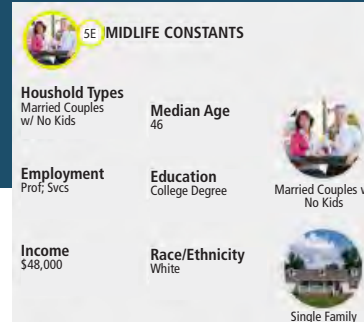 5E MIDLIFE CONSTANTS
Houshold Types
Married Couples
w/ No Kids
Median Age
46
Employment
Prof; Svcs
Education
College Degree
Married Couples w
No Kids
Income
$48,000
Race/Ethnicity
White
Single Family